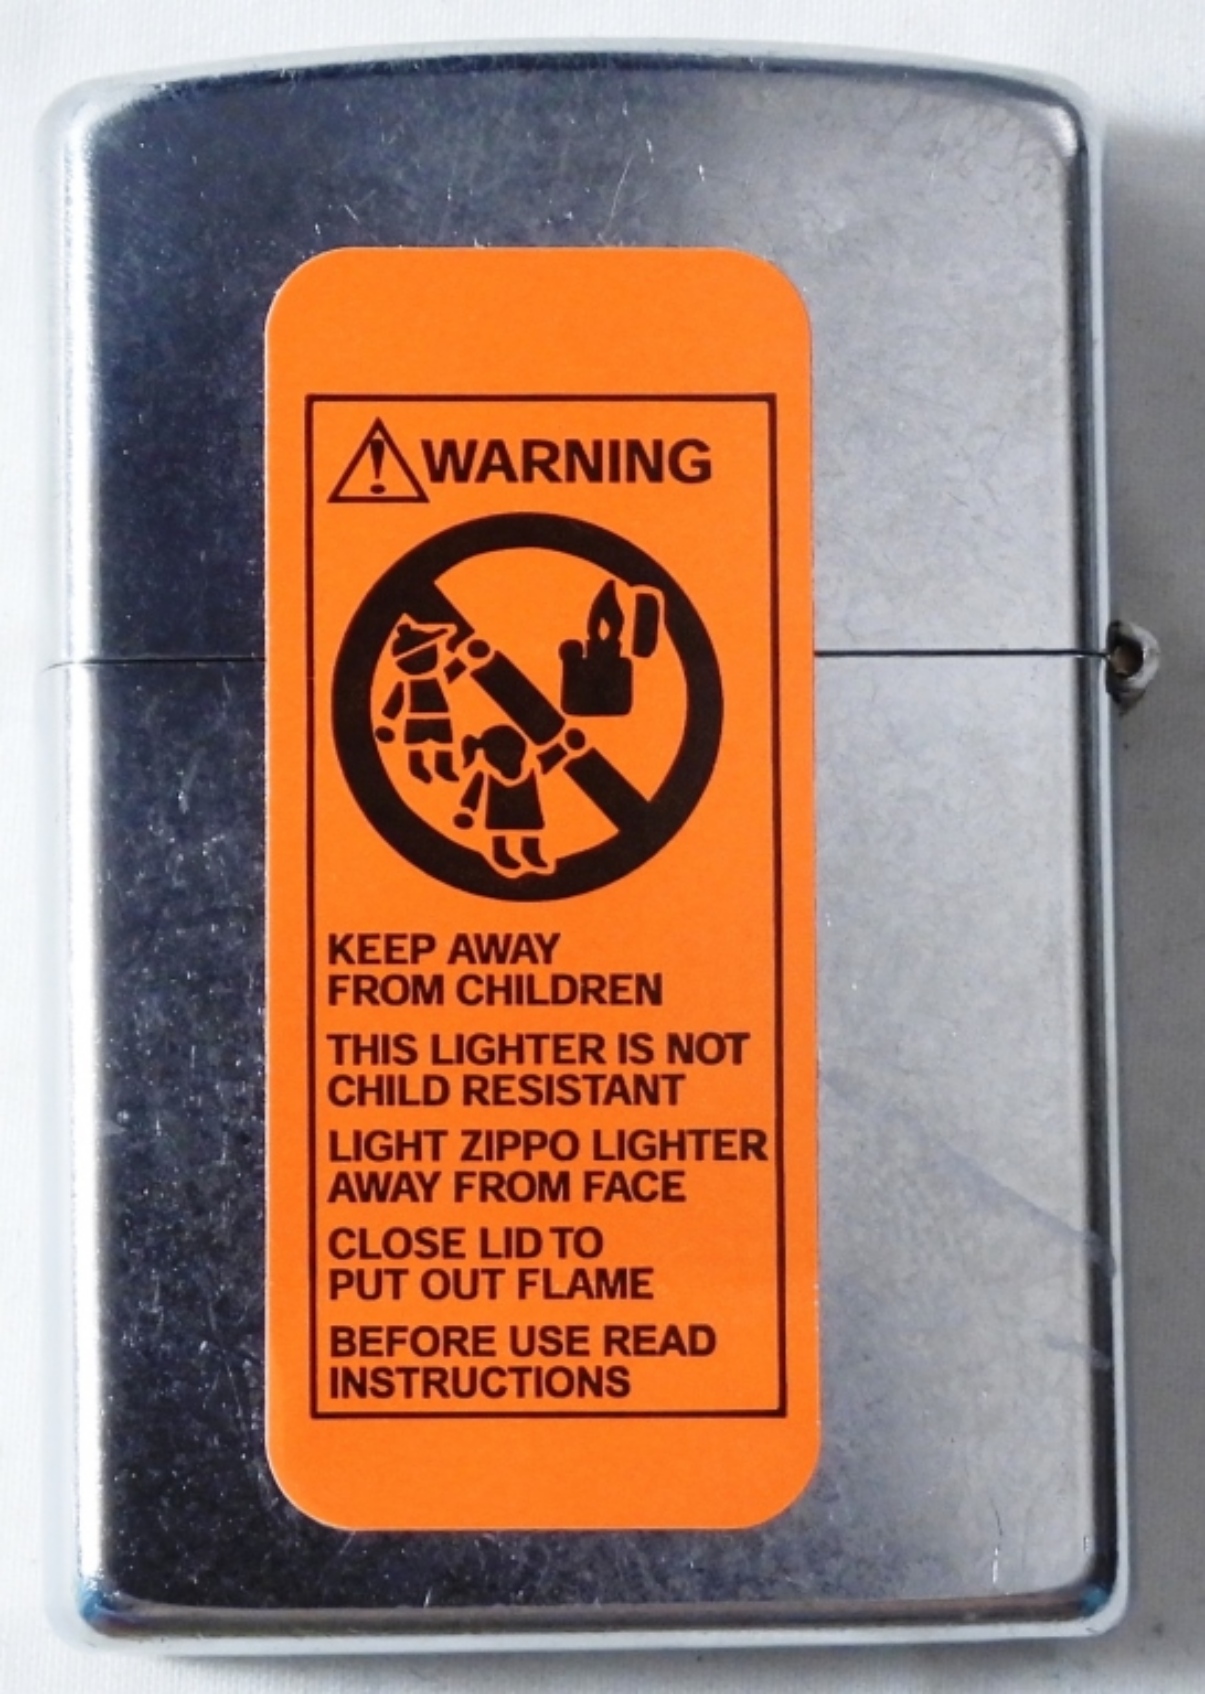 WARNING
KEEP AWAY
FROM CHILDREN
THIS LIGHTER IS NOT
CHILD RESISTANT
LIGHT ZIPPO LIGHTER
AWAY FROM FACE
CLOSE LID TO
PUT OUT FLAME
BEFORE USE READ
INSTRUCTIONS